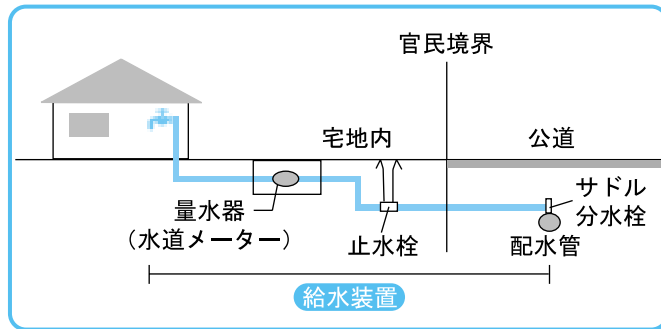 官民境界
宅地内
公道
量水器
（水道メーター）
止水栓
サドル
分水栓
配水管
給水装置